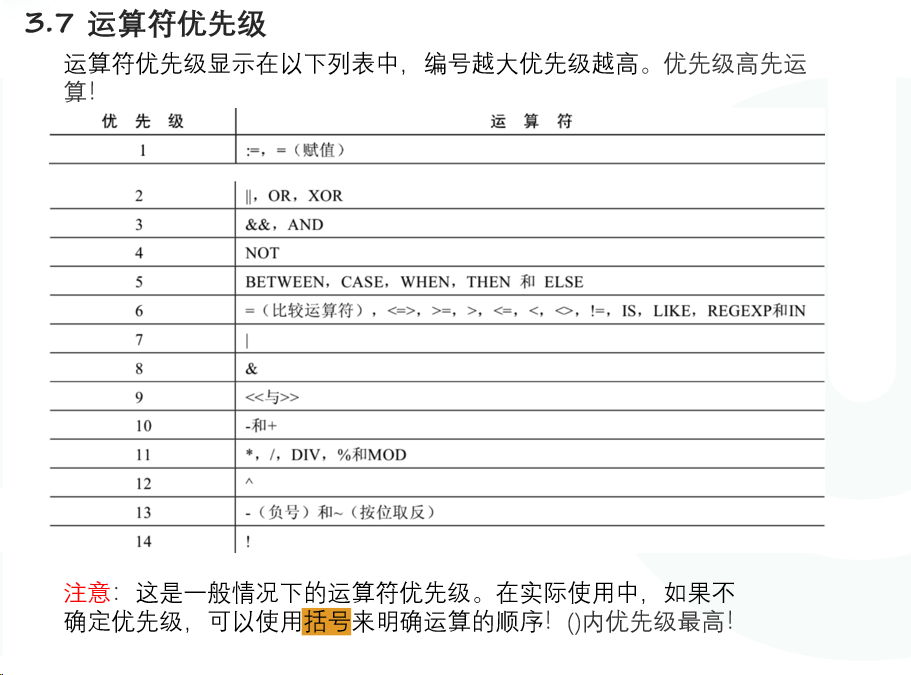 3.7 运算符优先级
运算符优先级显示在以下列表中，编号越大优先级越高。优先级高先运
算！
优 先 级 运 算 符
1 :=，=（赋值）
2 ||，OR，XOR
3 &&，AND
4 NOT
5 BETWEEN，CASE，WHEN，THEN 和 ELSE
6 =（比较运算符），<=>，>=，>，<=，<，<>，!=，IS，LIKE，REGEXP和IN
7 |
8 &
9 <<与>>
10 -和+
11 *，/，DIV，%和MOD
12 ^
13 -（负号）和~（按位取反）
14 !
注意：这是一般情况下的运算符优先级。在实际使用中，如果不
确定优先级，可以使用括号来明确运算的顺序！()内优先级最高！